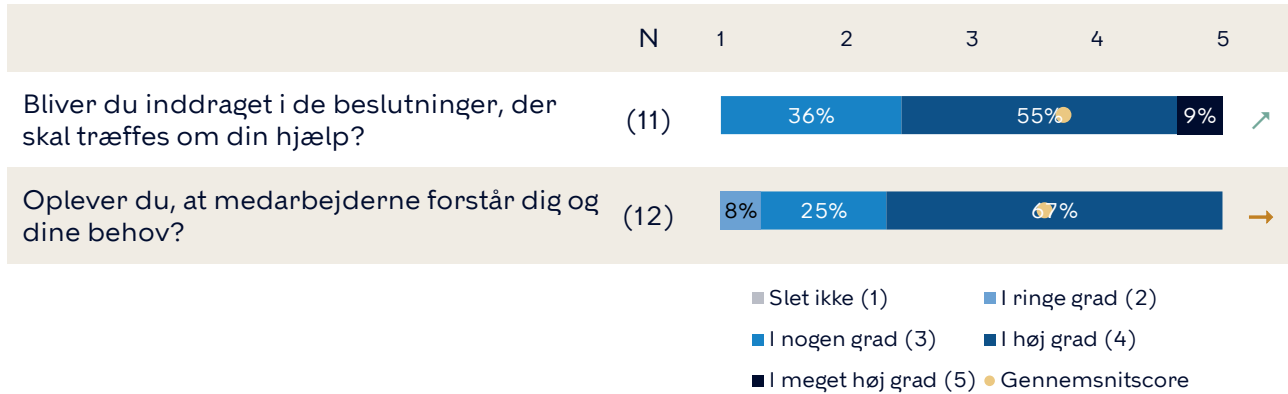 N 1 2 3 4 5
Bliver du inddraget i de beslutninger, der
skal træffes om din hjælp?
(11) 36% 55% 9%
Oplever du, at medarbejderne forstår dig og
dine behov?
(12) 8% 25% 67%
Slet ikke (1) I ringe grad (2)
I nogen grad (3) I høj grad (4)
I meget høj grad (5) Gennemsnitscore